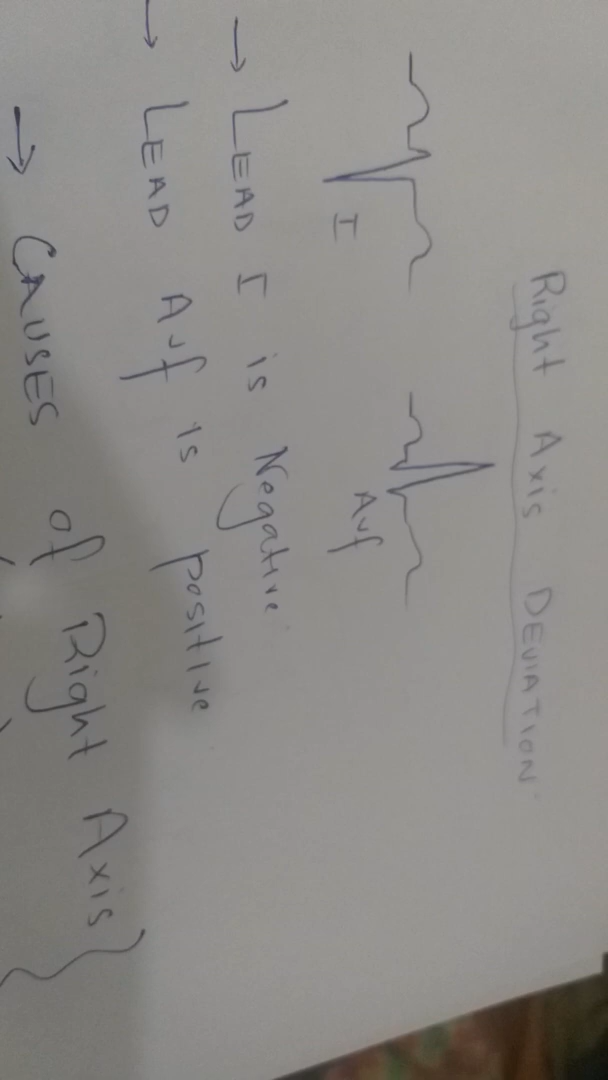 Right Axis DEVIATION
I Avf
→ LEAD I is Negative
→ LEAD Avf is positive
→ CAUSES of Right Axis